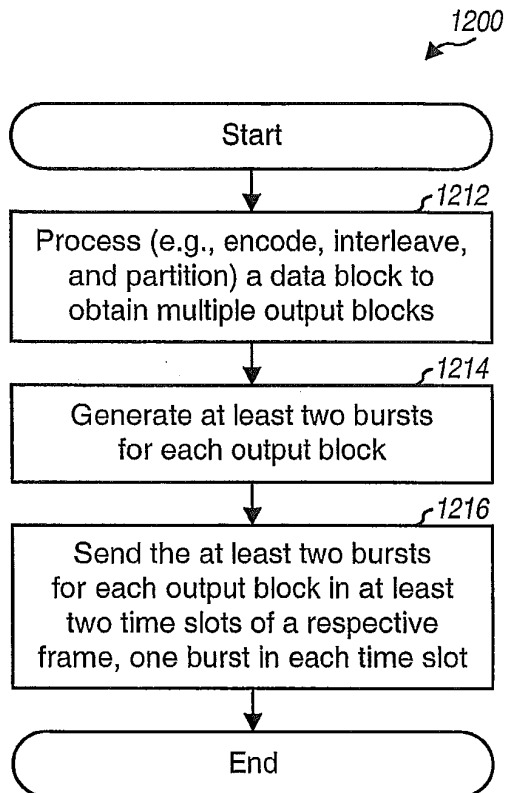 1200
Start
1212
Process (e.g., encode, interleave,
and partition) a data block to
obtain multiple output blocks
1214
Generate at least two bursts
for each output block
1216
Send the at least two bursts
for each output block in at least
two time slots of a respective
frame, one burst in each time slot
End